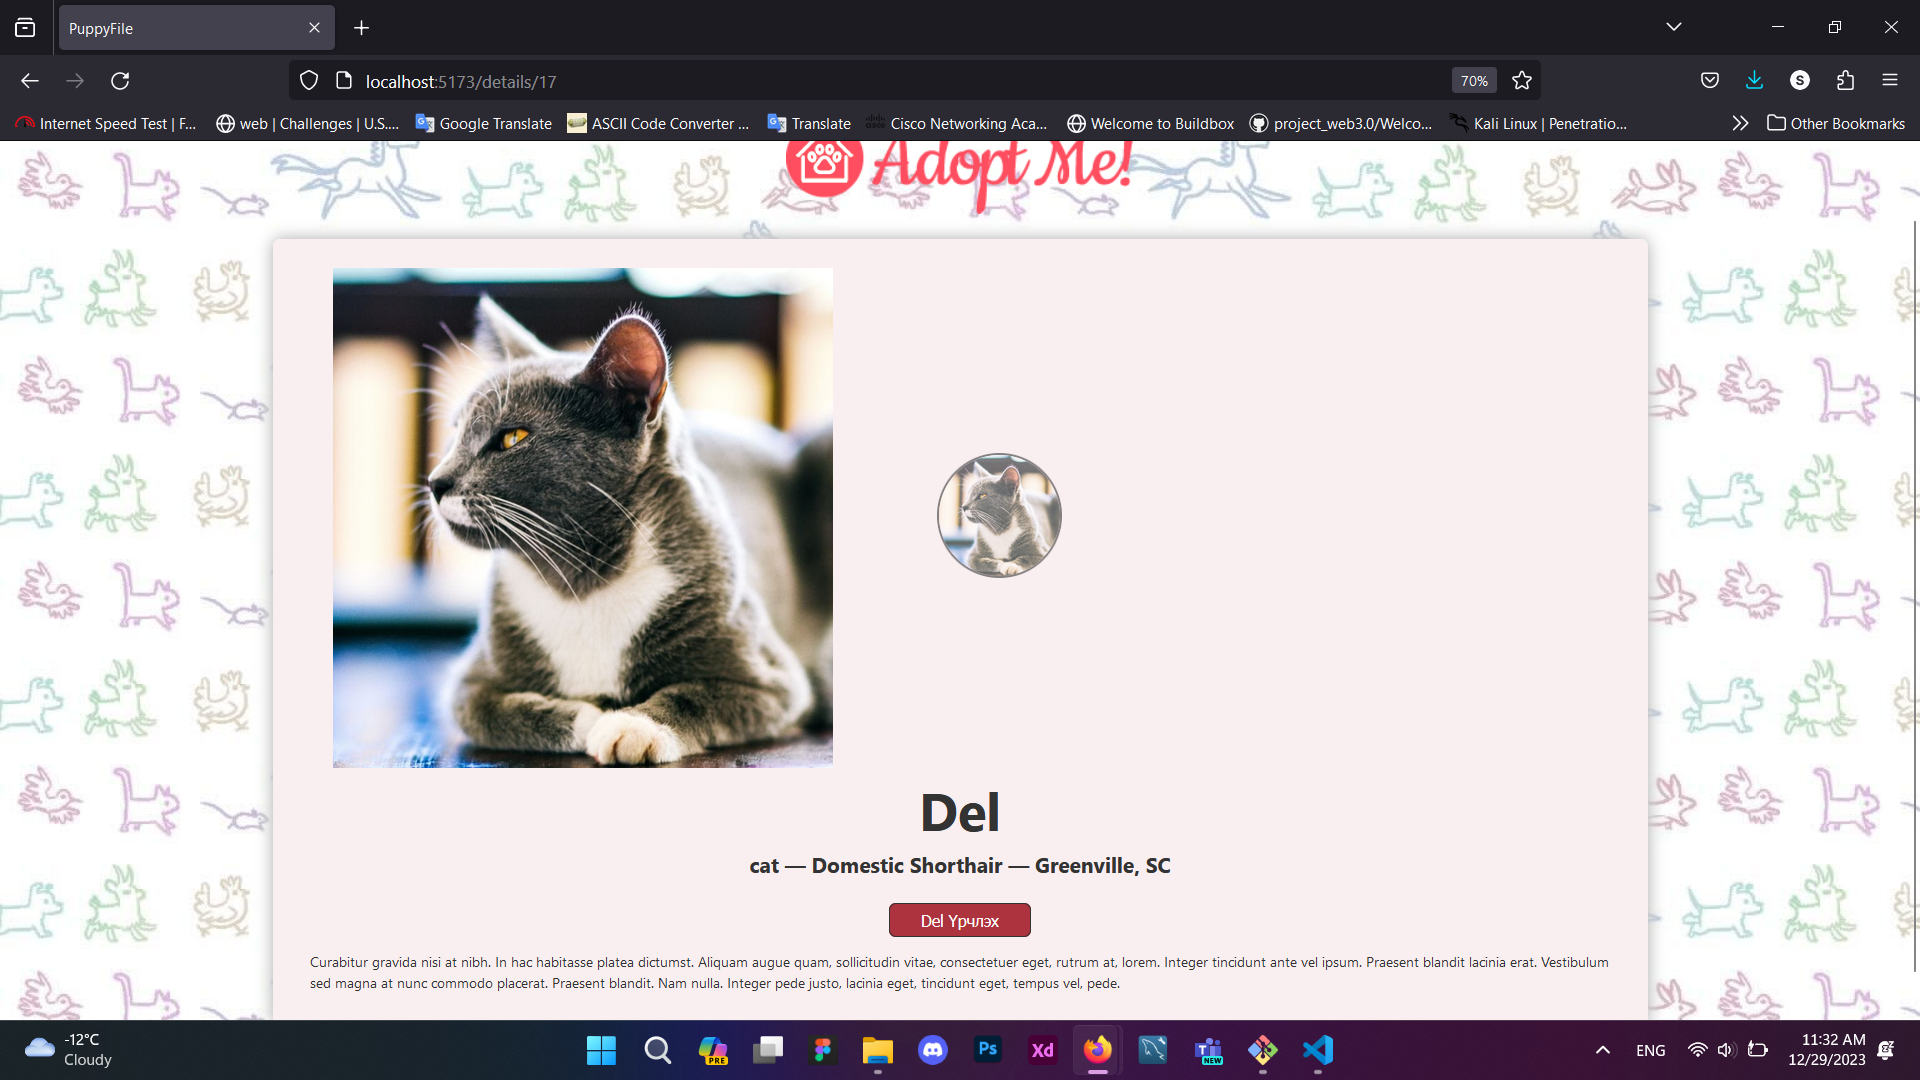 PuppyFile
localhost:5173/details/17
70%
S
Internet Speed Test | F...
web | Challenges | U.S....
Google Translate
ASCII Code Converter ...
Translate
Cisco Networking Aca...
Welcome to Buildbox
project_web3.0/Welco...
Kali Linux | Penetratio...
Other Bookmarks
Adopt Me!
Del
cat — Domestic Shorthair — Greenville, SC
Del Үрчлэх
Curabitur gravida nisi at nibh. In hac habitasse platea dictumst. Aliquam augue quam, sollicitudin vitae, consectetuer eget, rutrum at, lorem. Integer tincidunt ante vel ipsum. Praesent blandit lacinia erat. Vestibulum
sed magna at nunc commodo placerat. Praesent blandit. Nam nulla. Integer pede justo, lacinia eget, tincidunt eget, tempus vel, pede.
-12°C
Cloudy
PRE
Ps
Xd
NEW
ENG
11:32 AM
12/29/2023